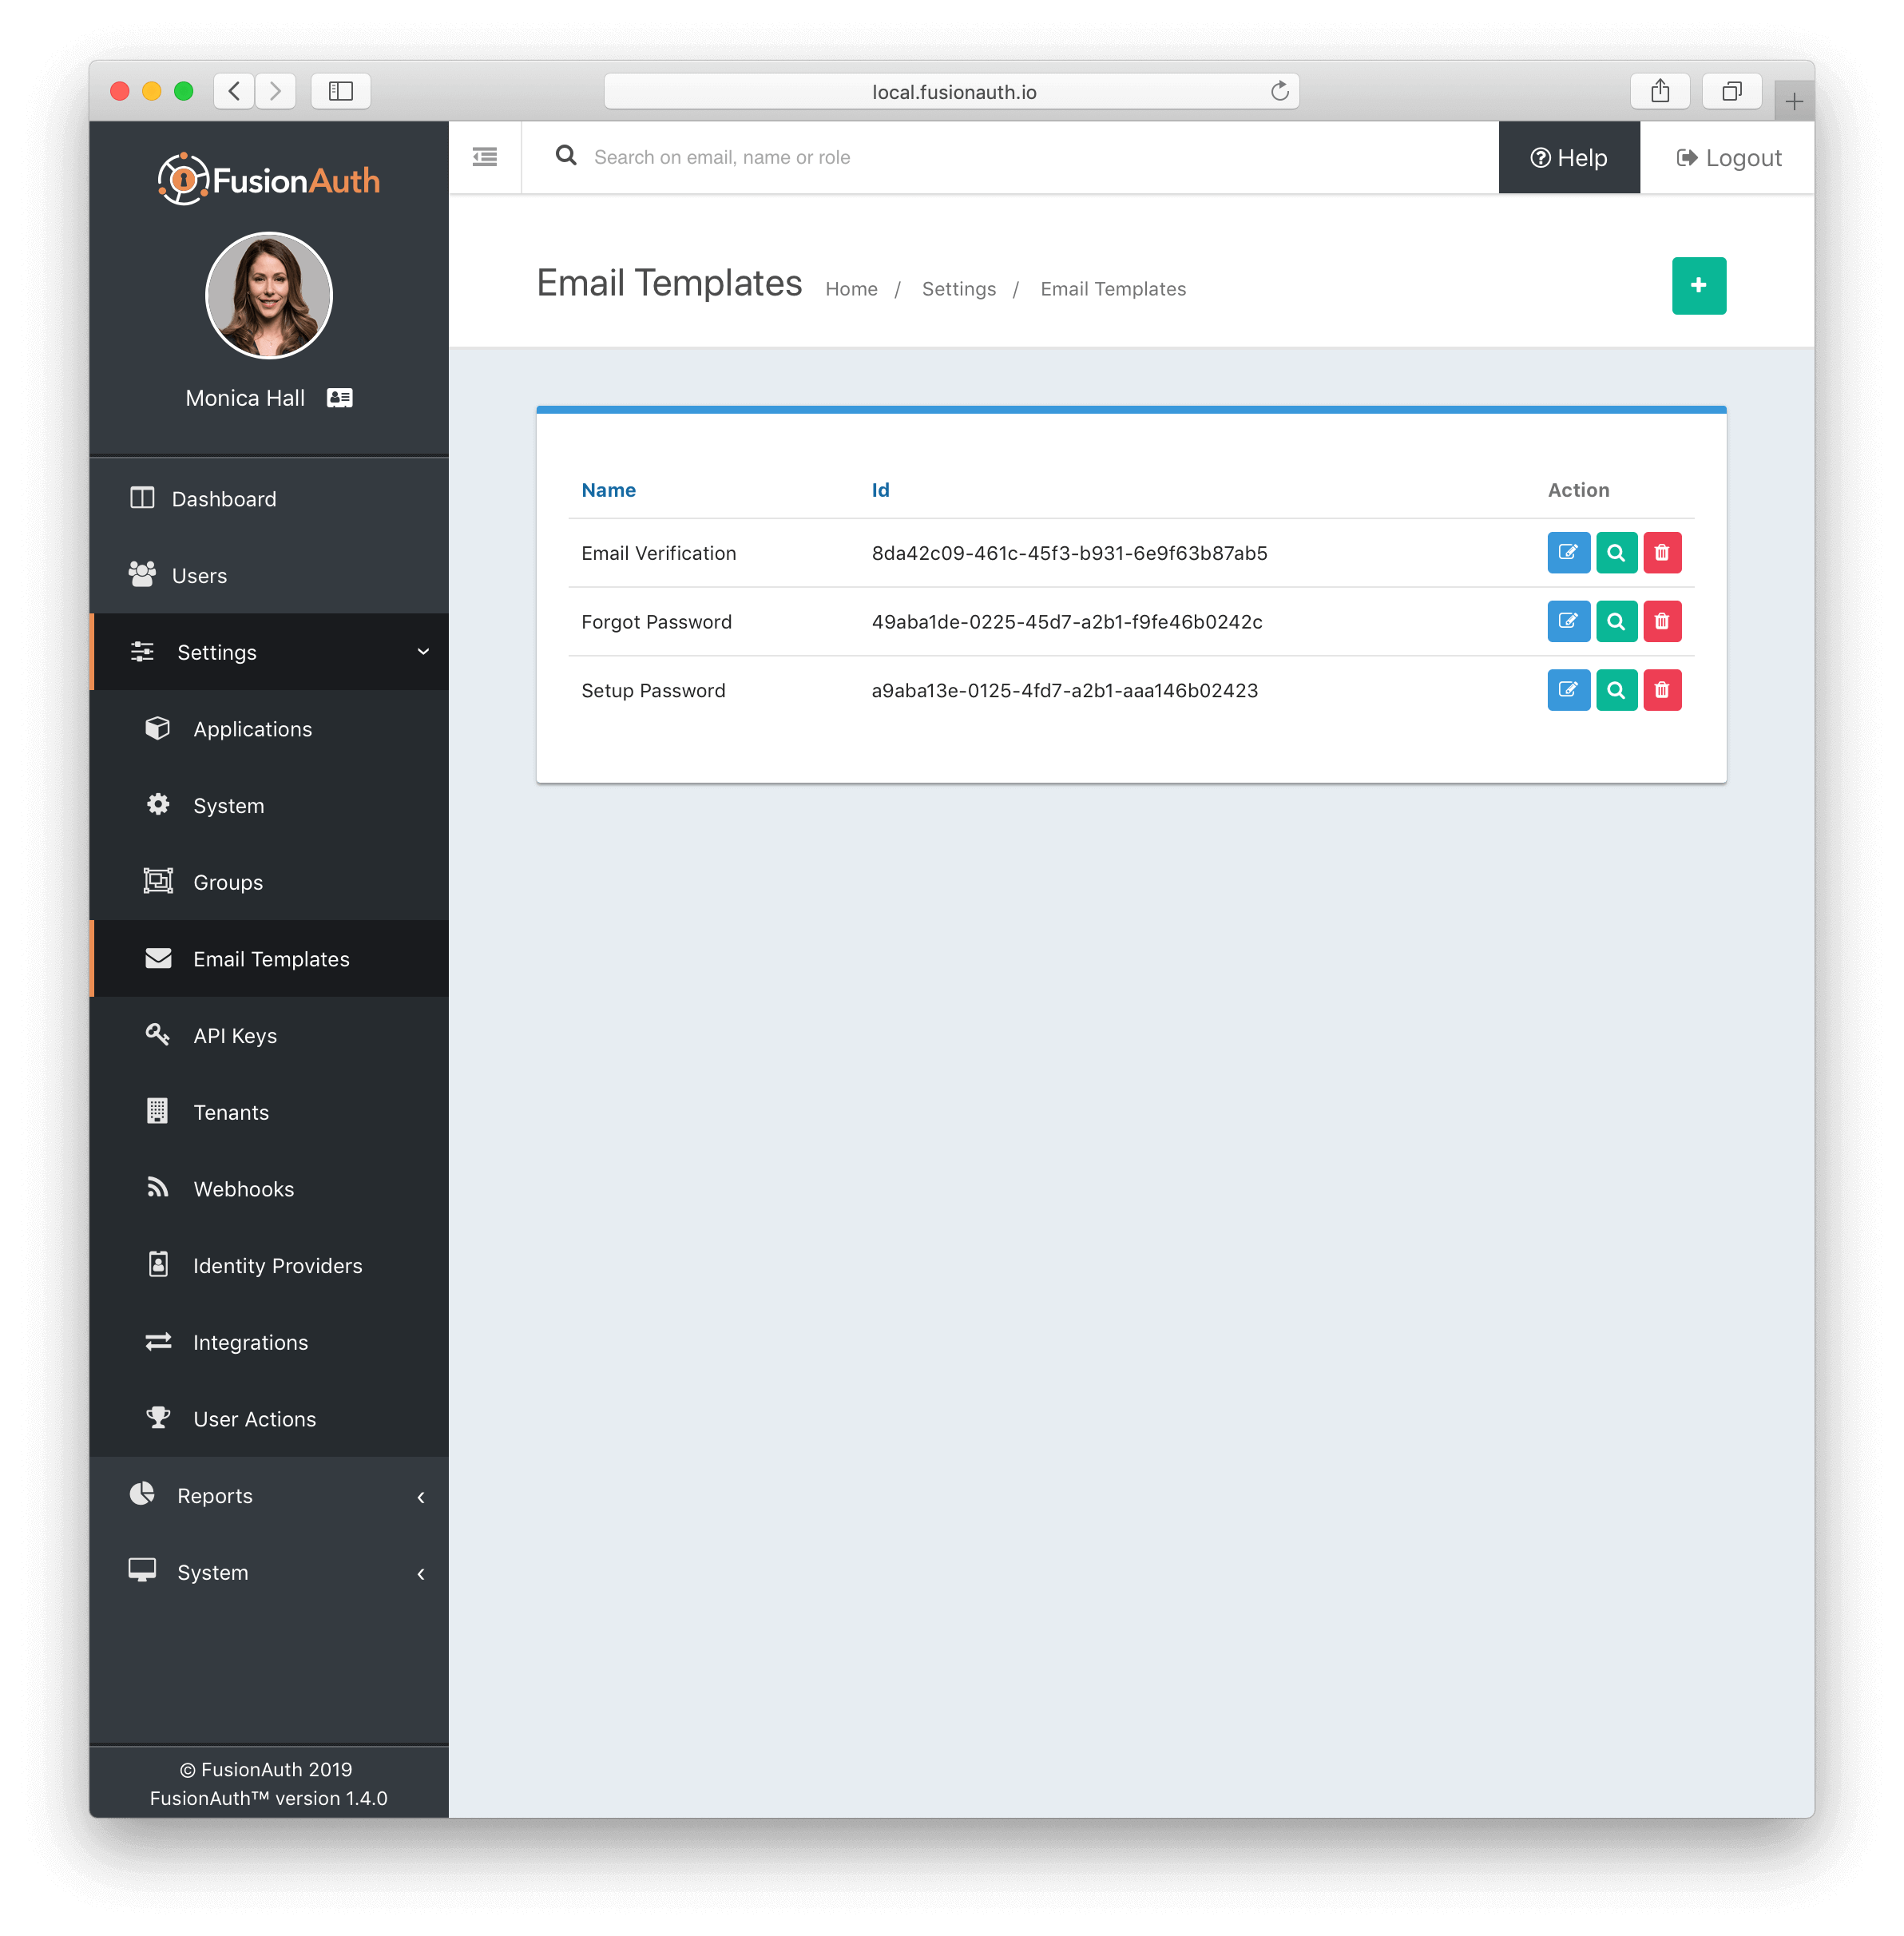 local.fusionauth.io
FusionAuth
Search on email, name or role
Help
Logout
Monica Hall
Email Templates
Home / Settings / Email Templates
Name Id Action
Email Verification 8da42c09-461c-45f3-b931-6e9f63b87ab5
Forgot Password 49aba1de-0225-45d7-a2b1-f9fe46b0242c
Setup Password a9aba13e-0125-4fd7-a2b1-aaa146b02423
Dashboard
Users
Settings
Applications
System
Groups
Email Templates
API Keys
Tenants
Webhooks
Identity Providers
Integrations
User Actions
Reports
System
© FusionAuth 2019
FusionAuth™ version 1.4.0